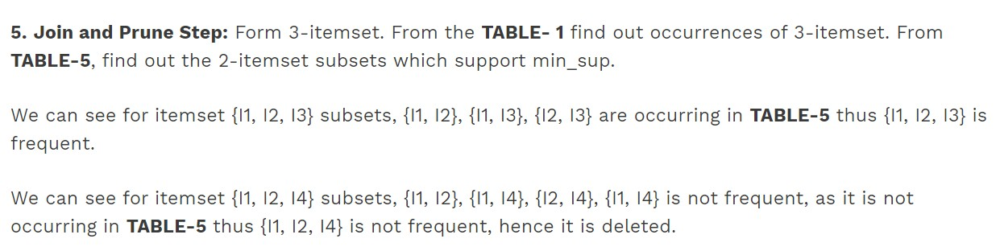 5. Join and Prune Step: Form 3-itemset. From the TABLE- 1 find out occurrences of 3-itemset. From
TABLE-5, find out the 2-itemset subsets which support min_sup.
We can see for itemset {I1, I2, I3} subsets, {I1, I2}, {I1, I3}, {I2, I3} are occurring in TABLE-5 thus {I1, I2, I3} is
frequent.
We can see for itemset {I1, I2, I4} subsets, {I1, I2}, {I1, I4}, {I2, I4}, {I1, I4} is not frequent, as it is not
occurring in TABLE-5 thus {I1, I2, I4} is not frequent, hence it is deleted.